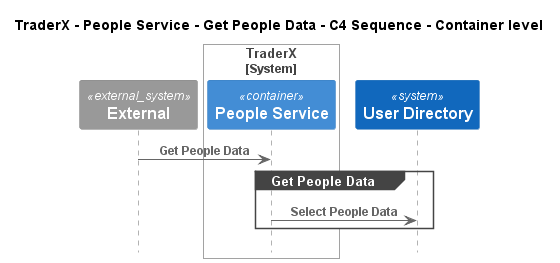 TraderX - People Service - Get People Data - C4 Sequence - Container level
TraderX
[System]
«external_system»
External
«container»
People Service
«system»
User Directory
Get People Data
Get People Data
Select People Data